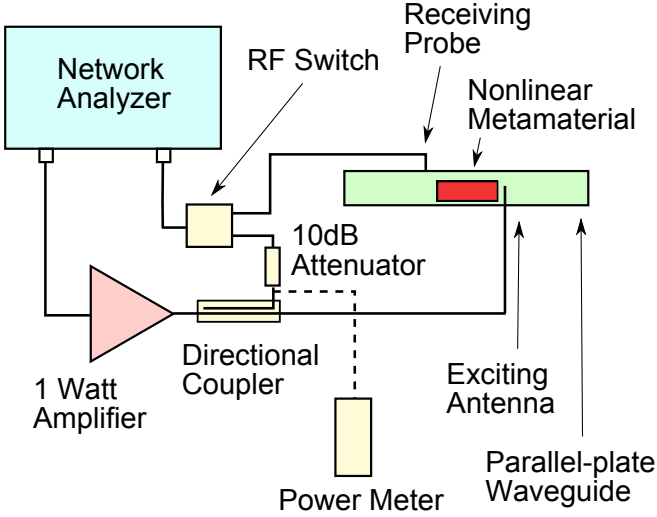 Receiving
Probe
Network
Analyzer
RF Switch
Nonlinear
Metamaterial
10dB
Attenuator
Directional
Coupler
1 Watt
Amplifier
Exciting
Antenna
Parallel-plate
Waveguide
Power Meter